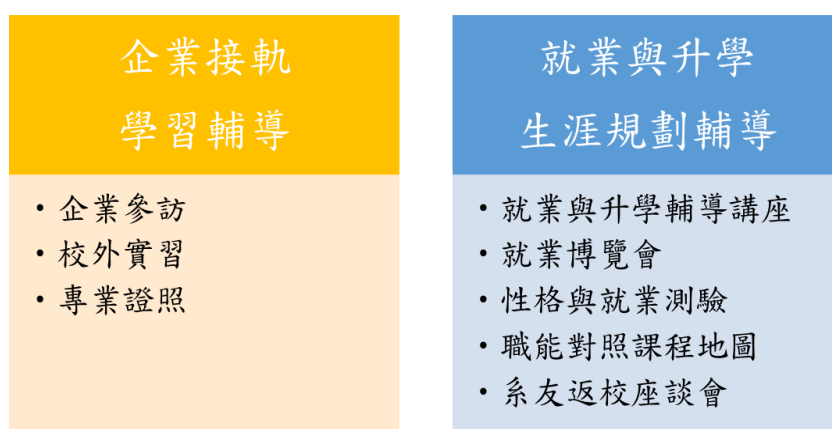 企業接軌
學習輔導
• 企業參訪
• 校外實習
• 專業證照
就業與升學
生涯規劃輔導
• 就業與升學輔導講座
• 就業博覽會
• 性格與就業測驗
• 職能對照課程地圖
• 系友返校座談會